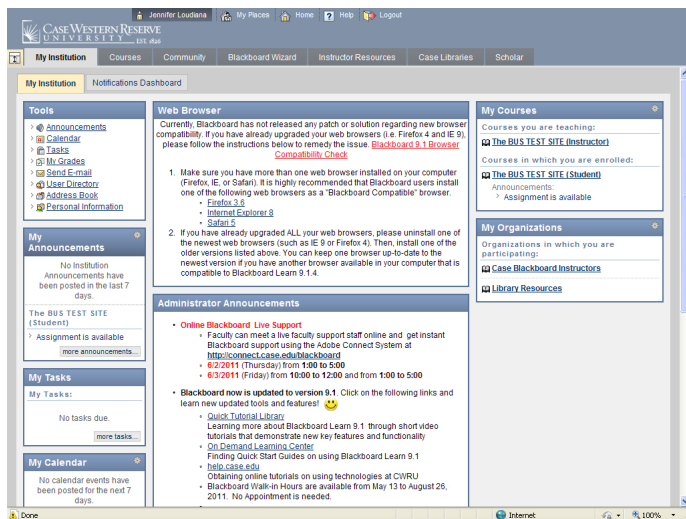 Jennifer Loudiana My Places Home Help Logout
CASE WESTERN RESERVE
UNIVERSITY EST. 1826
My Institution Courses Community Blackboard Wizard Instructor Resources Case Libraries Scholar
My Institution Notifications Dashboard
Tools
Announcements
Calendar
Tasks
My Grades
Send E-mail
User Directory
Address Book
Personal Information
My
Announcements
No Institution
Announcements have
been posted in the last 7
days.
The BUS TEST SITE
(Student)
Assignment is available
more announcements...
My Tasks
My Tasks:
No tasks due.
more tasks...
My Calendar
No calendar events have
been posted for the next 7
days.
Web Browser
Currently, Blackboard has not released any patch or solution regarding new browser
compatibility. If you have already upgraded your web browsers (i.e. Firefox 4 and IE 9),
please follow the instructions below to remedy the issue. Blackboard 9.1 Browser
Compatibility Check
1. Make sure you have more than one web browser installed on your computer
(Firefox, IE, or Safari). It is highly recommended that Blackboard users install
one of the following web browsers as a "Blackboard Compatible" browser.
• Firefox 3.6
• Internet Explorer 8
• Safari 5
2. If you have already upgraded ALL your web browsers, please uninstall one of
the newest web browsers (such as IE 9 or Firefox 4). Then, install one of the
older versions listed above. You can keep one browser up-to-date to the
newest version if you have another browser available in your computer that is
compatible to Blackboard Learn 9.1.4.
Administrator Announcements
• Online Blackboard Live Support
Faculty can meet a live faculty support staff online and get instant
Blackboard support using the Adobe Connect System at
http://connect.case.edu/blackboard
6/2/2011 (Thursday) from 1:00 to 5:00
6/3/2011 (Friday) from 10:00 to 12:00 and from 1:00 to 5:00
• Blackboard now is updated to version 9.1. Click on the following links and
learn new updated tools and features!
Quick Tutorial Library
Learning more about Blackboard Learn 9.1 through short video
tutorials that demonstrate new key features and functionality
On Demand Learning Center
Finding Quick Start Guides on using Blackboard Learn 9.1
help.case.edu
Obtaining online tutorials on using technologies at CWRU
Blackboard Walk-in Hours are available from May 13 to August 26,
2011. No Appointment is needed.
My Courses
Courses you are teaching:
The BUS TEST SITE (Instructor)
Courses in which you are enrolled:
The BUS TEST SITE (Student)
Announcements:
Assignment is available
My Organizations
Organizations in which you are
participating:
Case Blackboard Instructors
Library Resources
Done Internet 100%